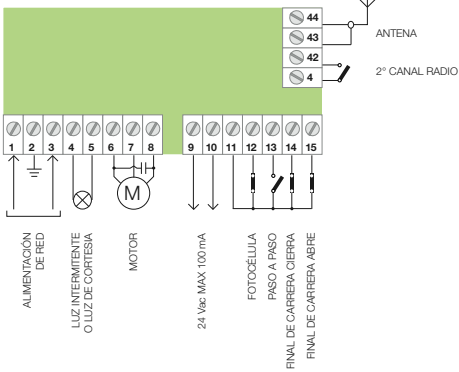 44
43
42
4
ANTENA
2° CANAL RADIO
1 2 3 4 5 6 7 8 9 10 11 12 13 14 15
M
ALIMENTACIÓN
DE RED
LUZ INTERMITENTE
O LUZ DE CORTESIA
MOTOR
24 Vac MAX 100 mA
FOTOCÉLULA
PASO A PASO
FINAL DE CARRERA CIERRA
FINAL DE CARRERA ABRE